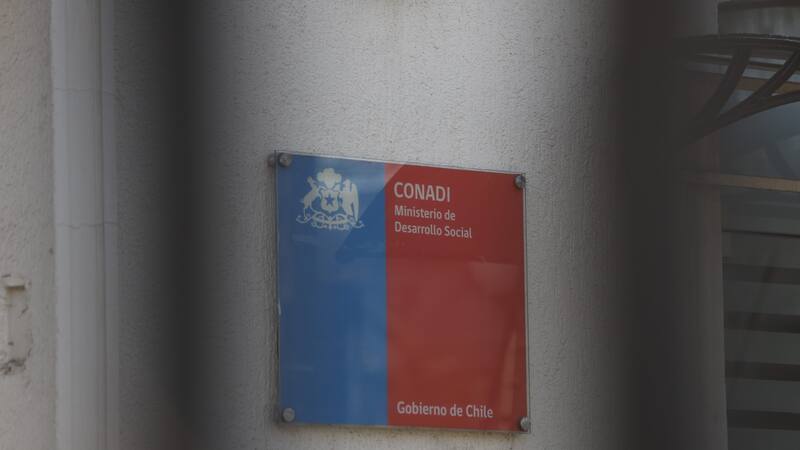 CONADI
Ministerio de
Desarrollo Social
Gobierno de Chile